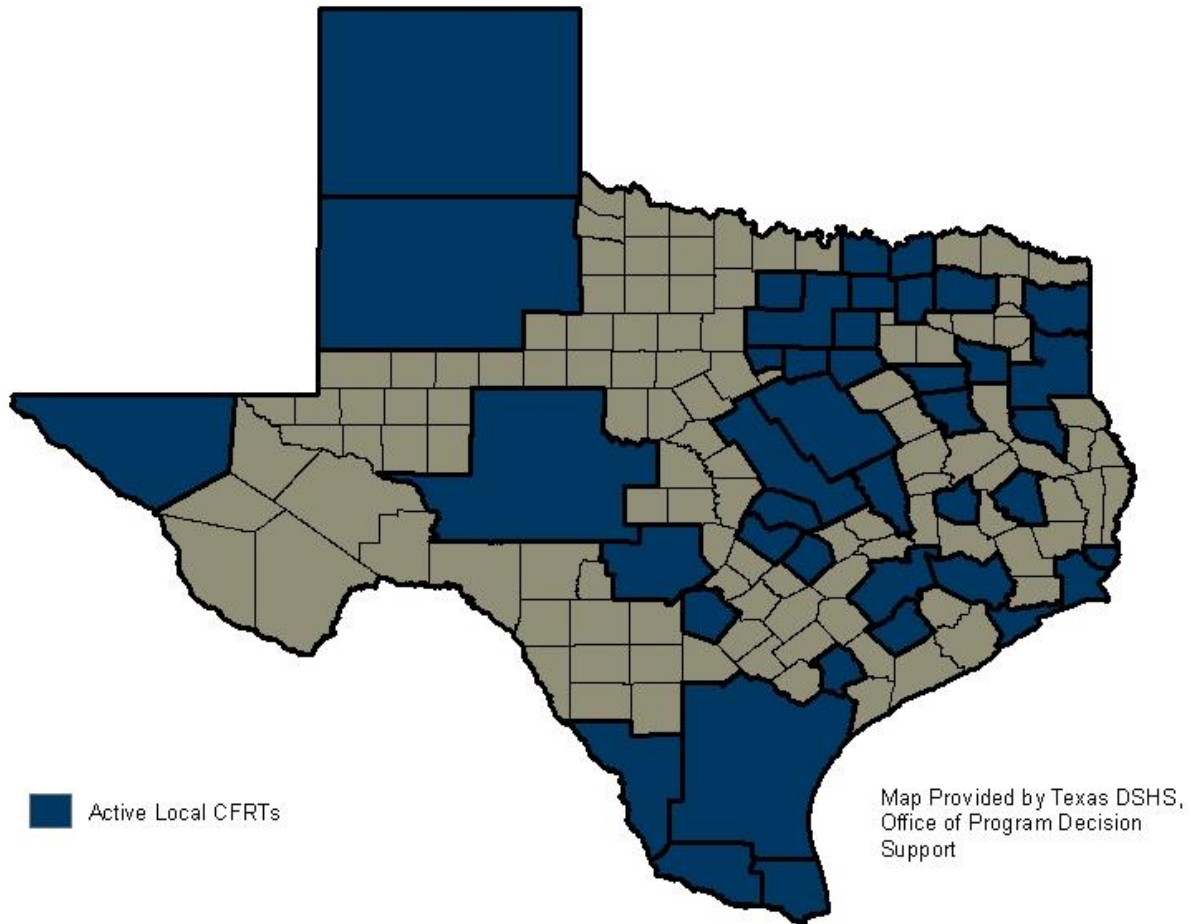 Active Local CFRTs
Map Provided by Texas DSHS,
Office of Program Decision
Support